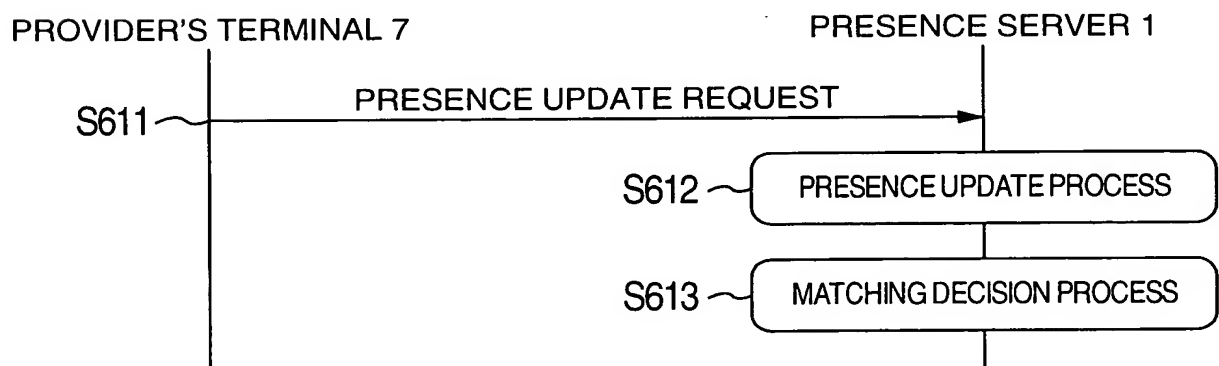 PROVIDER'S TERMINAL 7
PRESENCE SERVER 1
PRESENCE UPDATE REQUEST
S611
S612
PRESENCE UPDATE PROCESS
S613
MATCHING DECISION PROCESS